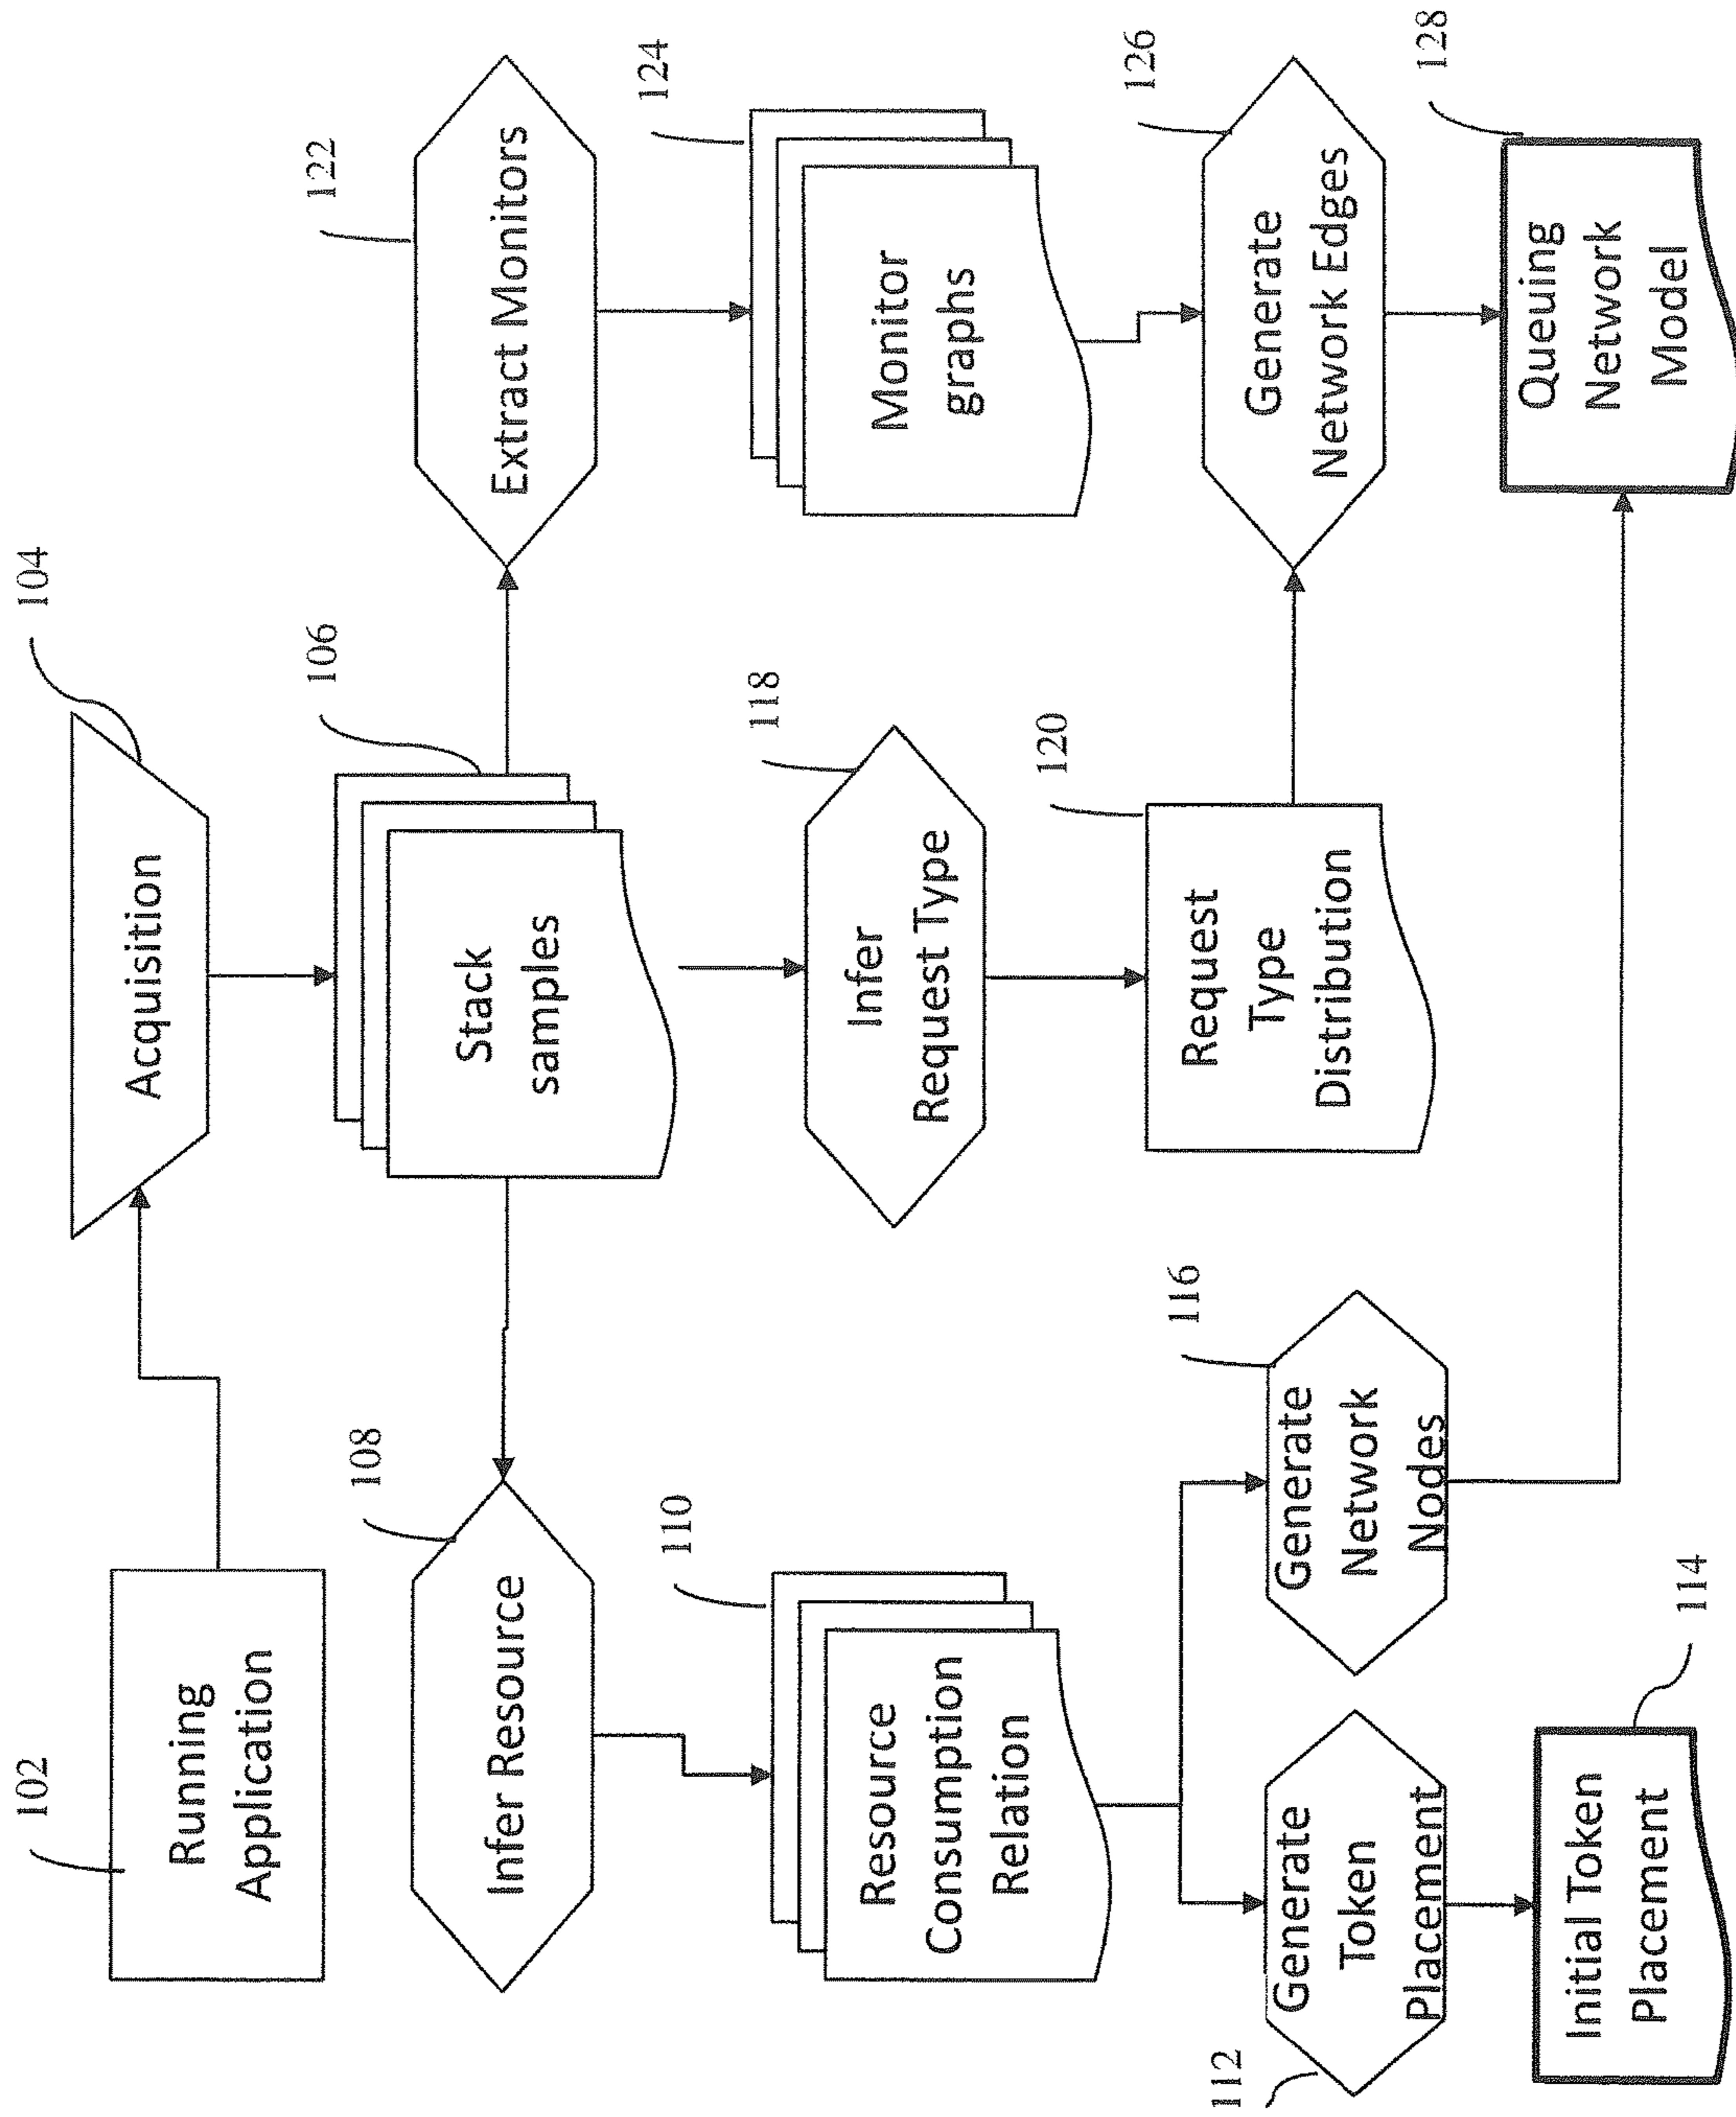 102
Running
Application
104
Acquisition
106
Stack
samples
108
Infer Resource
122
Extract Monitors
110
Resource
Consumption
Relation
118
Infer
Request Type
124
Monitor
graphs
112
Generate
Token
Placement
116
Generate
Network
Nodes
120
Request
Type
Distribution
126
Generate
Network Edges
114
Initial Token
Placement
128
Queuing
Network
Model